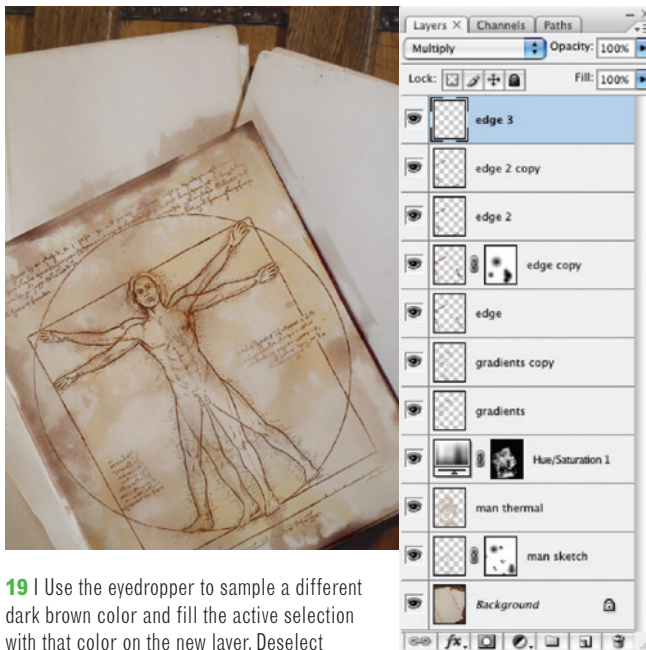 Layers × Channels Paths
Multiply Opacity: 100%
Lock: Fill: 100%
edge 3
edge 2 copy
edge 2
edge copy
edge
gradients copy
gradients
Hue/Saturation 1
man thermal
man sketch
Background
fx.
19 | Use the eyedropper to sample a different
dark brown color and fill the active selection
with that color on the new layer. Deselect